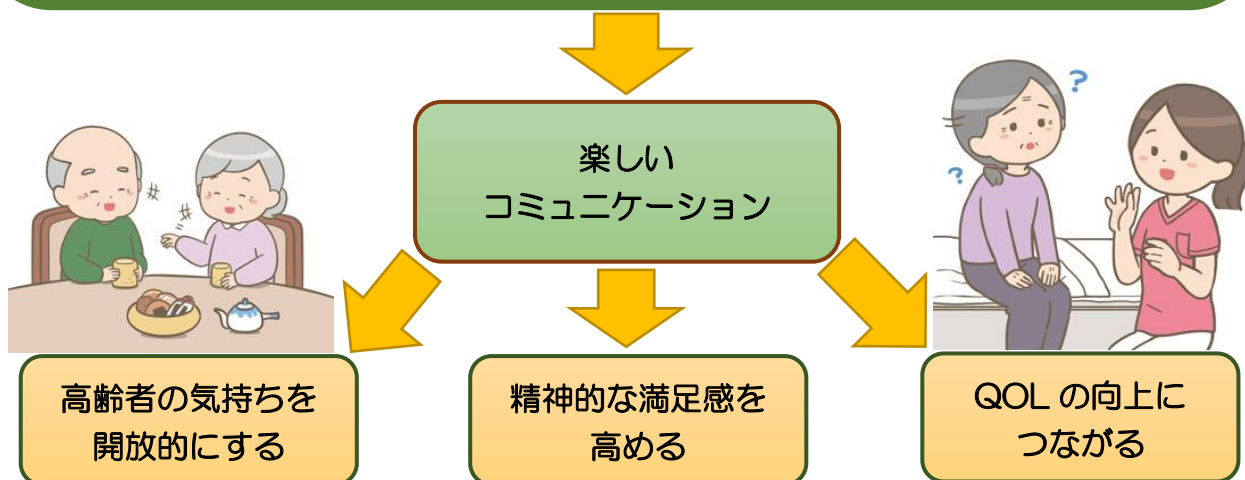 楽しい
コミュニケーション
高齢者の気持ちを
開放的にする
精神的な満足感を
高める
QOL の向上に
つながる
?
?